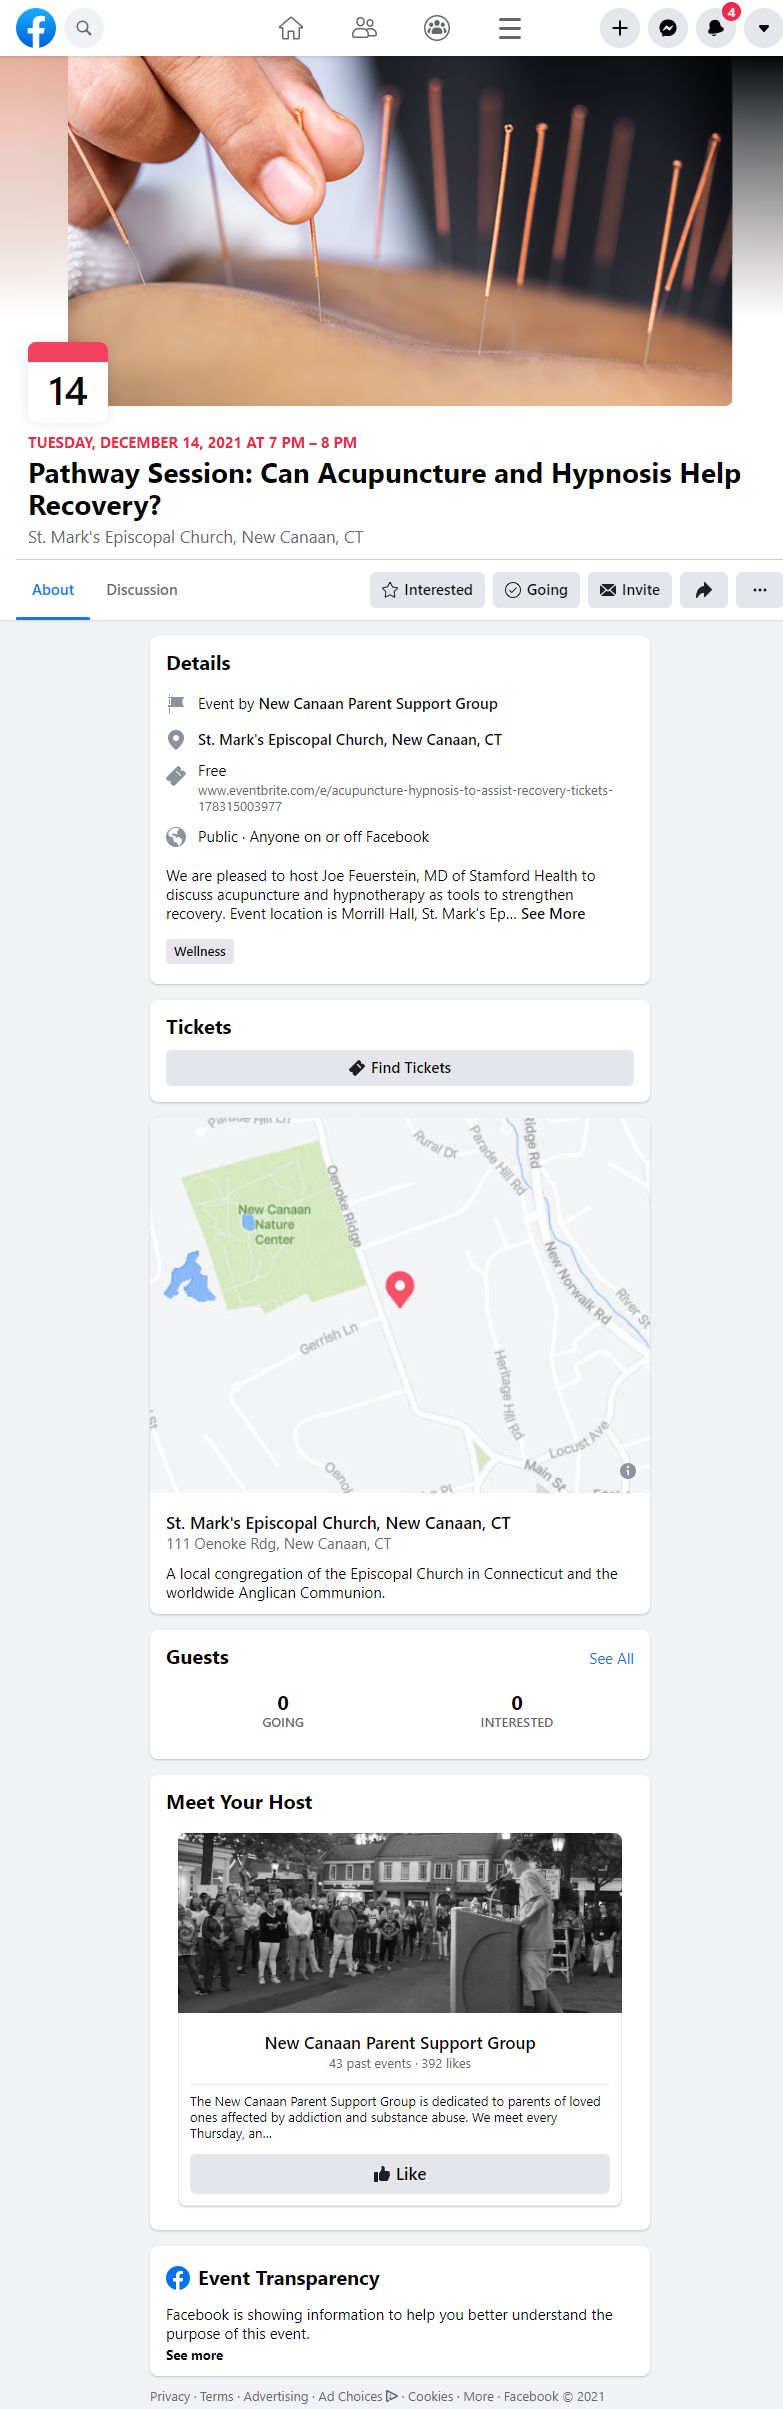 4
14
TUESDAY, DECEMBER 14, 2021 AT 7 PM – 8 PM
Pathway Session: Can Acupuncture and Hypnosis Help
Recovery?
St. Mark's Episcopal Church, New Canaan, CT
About
Discussion
Interested
Going
Invite
Details
Event by New Canaan Parent Support Group
St. Mark's Episcopal Church, New Canaan, CT
Free
www.eventbrite.com/e/acupuncture-hypnosis-to-assist-recovery-tickets-
178315003977
Public · Anyone on or off Facebook
We are pleased to host Joe Feuerstein, MD of Stamford Health to
discuss acupuncture and hypnotherapy as tools to strengthen
recovery. Event location is Morrill Hall, St. Mark's Ep... See More
Wellness
Tickets
Find Tickets
Parade Hill Ln
Rural Dr
Parade Hill Rd
Ridge Rd
Oenoke Ridge
New Canaan
Nature
Center
New Norwalk Rd
River St
Gerrish Ln
Heritage Hill Rd
Locust Ave
Main St
St. Mark's Episcopal Church, New Canaan, CT
111 Oenoke Rdg, New Canaan, CT
A local congregation of the Episcopal Church in Connecticut and the
worldwide Anglican Communion.
Guests
See All
0
GOING
0
INTERESTED
Meet Your Host
New Canaan Parent Support Group
43 past events · 392 likes
The New Canaan Parent Support Group is dedicated to parents of loved
ones affected by addiction and substance abuse. We meet every
Thursday, an...
Like
Event Transparency
Facebook is showing information to help you better understand the
purpose of this event.
See more
Privacy · Terms · Advertising · Ad Choices · Cookies · More · Facebook © 2021